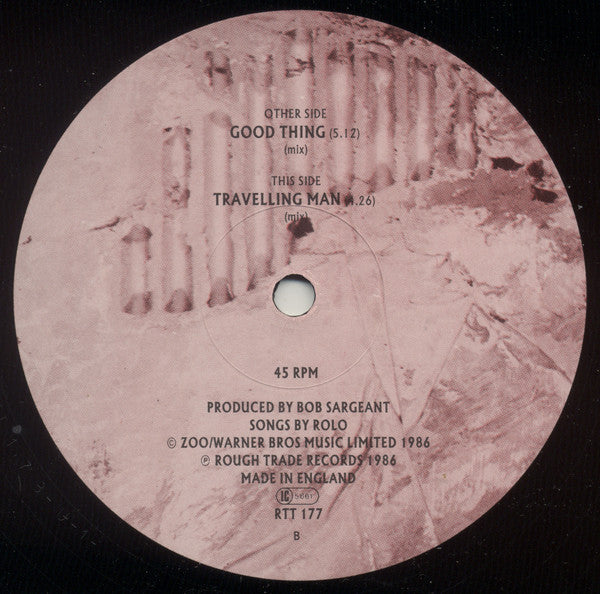 OTHER SIDE
GOOD THING (5.12)
(mix)
THIS SIDE
TRAVELLING MAN (4.26)
(mix)
45 RPM
PRODUCED BY BOB SARGEANT
SONGS BY ROLO
© ZOO/WARNER BROS MUSIC LIMITED 1986
℗ ROUGH TRADE RECORDS 1986
MADE IN ENGLAND
IC
RTT 177
B